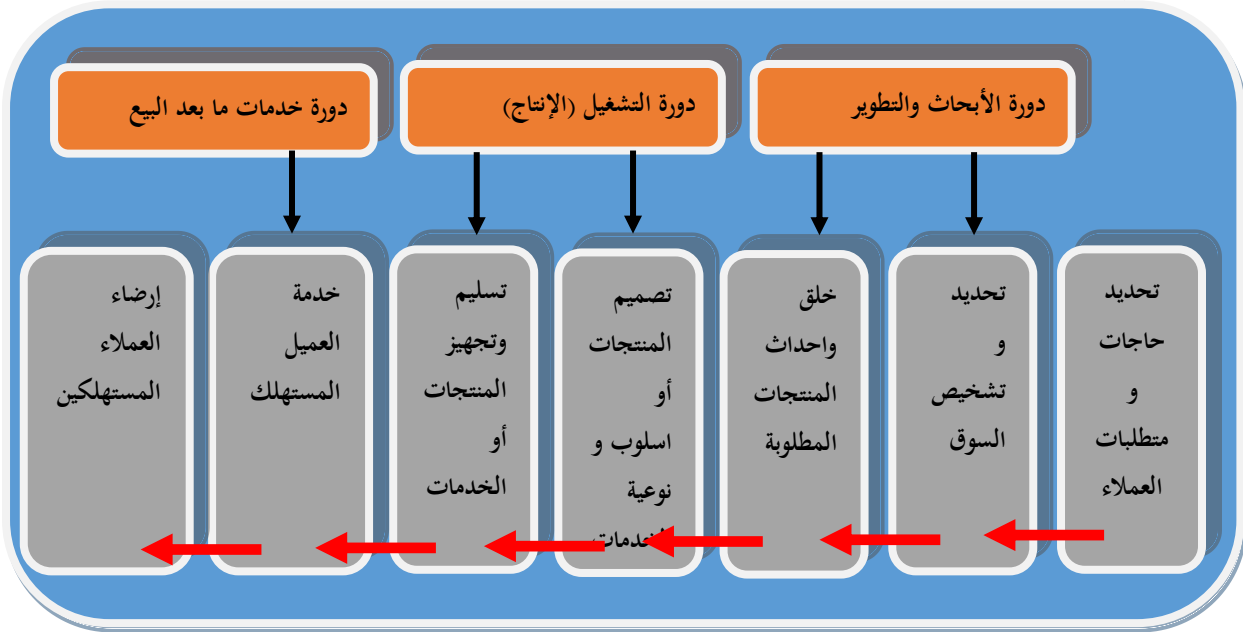 دورة الأبحاث والتطوير
دورة التشغيل (الإنتاج)
دورة خدمات ما بعد البيع
تحديد
حاجات
و
متطلبات
العملاء
تحديد
و
تشخيص
السوق
خلق
واحداث
المنتجات
المطلوبة
تصميم
المنتجات
أو
اسلوب و
نوعية
الخدمات
تسليم
وتجهيز
المنتجات
أو
الخدمات
خدمة
العميل
المستهلك
إرضاء
العملاء
المستهلكين